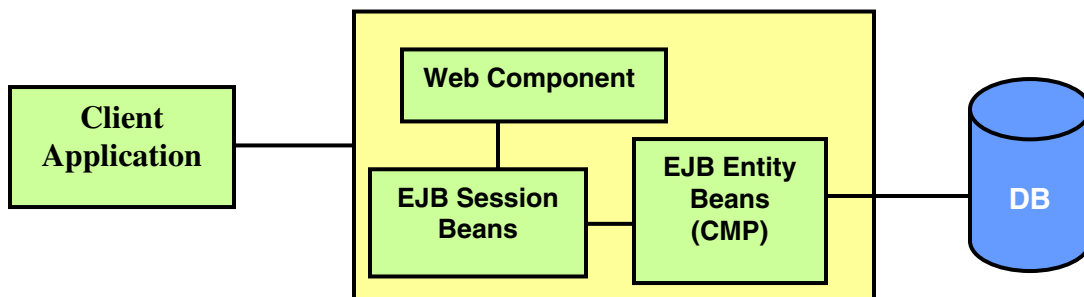 Client
Application
Web Component
EJB Session
Beans
EJB Entity
Beans
(CMP)
DB